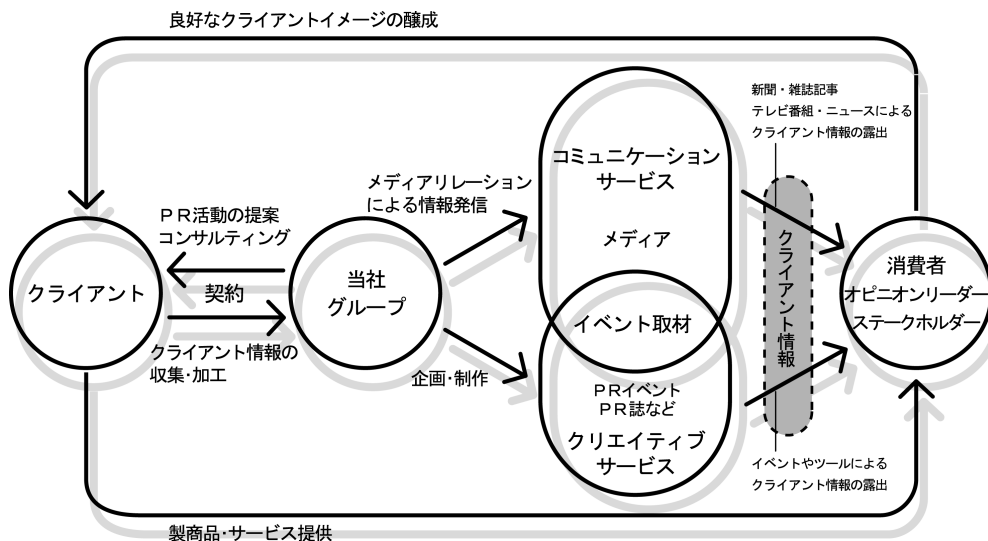 良好なクライアントイメージの醸成
新聞・雑誌記事
テレビ番組・ニュースによる
クライアント情報の露出
コミュニケーション
サービス
メディアリレーション
による情報発信
ＰＲ活動の提案
コンサルティング
メディア
クライアント
契約
当社
グループ
クライアント情報
消費者
オピニオンリーダー
ステークホルダー
イベント取材
クライアント情報の
収集・加工
企画・制作
ＰＲイベント
ＰＲ誌など
クリエイティブ
サービス
イベントやツールによる
クライアント情報の露出
製商品・サービス提供